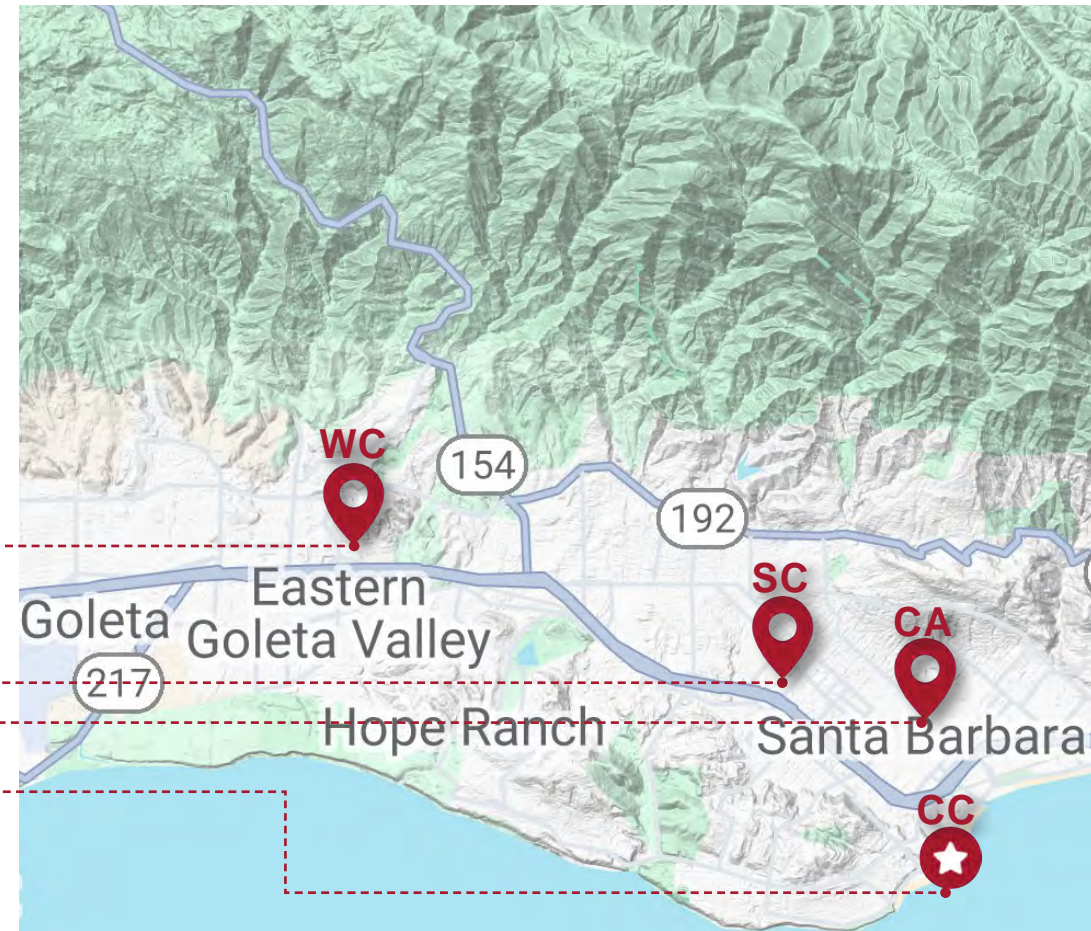 WC
154
192
SC
Eastern
Goleta
Goleta Valley
CA
217
Hope Ranch
Santa Barbara
CC